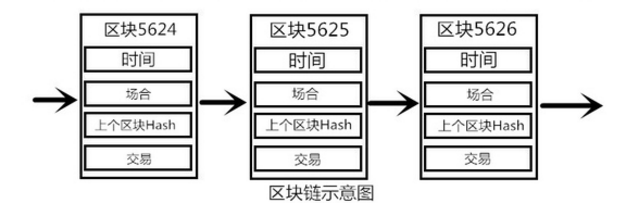 区块5624
时间
场合
上个区块Hash
交易
区块5625
时间
场合
上个区块Hash
交易
区块5626
时间
场合
上个区块Hash
交易
区块链示意图